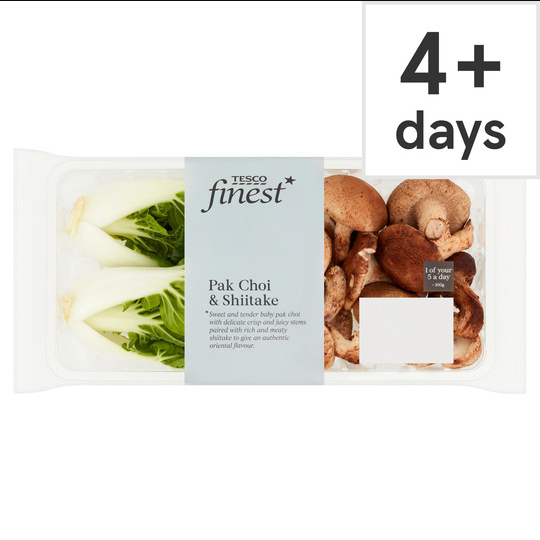 4+
days
TESCO
finest*
Pak Choi
& Shiitake
*Sweet and tender baby pak choi
with delicate crisp and juicy stems
paired with rich and meaty
shiitake to give an authentic
oriental flavour.
1 of your
5 a day
- 100g